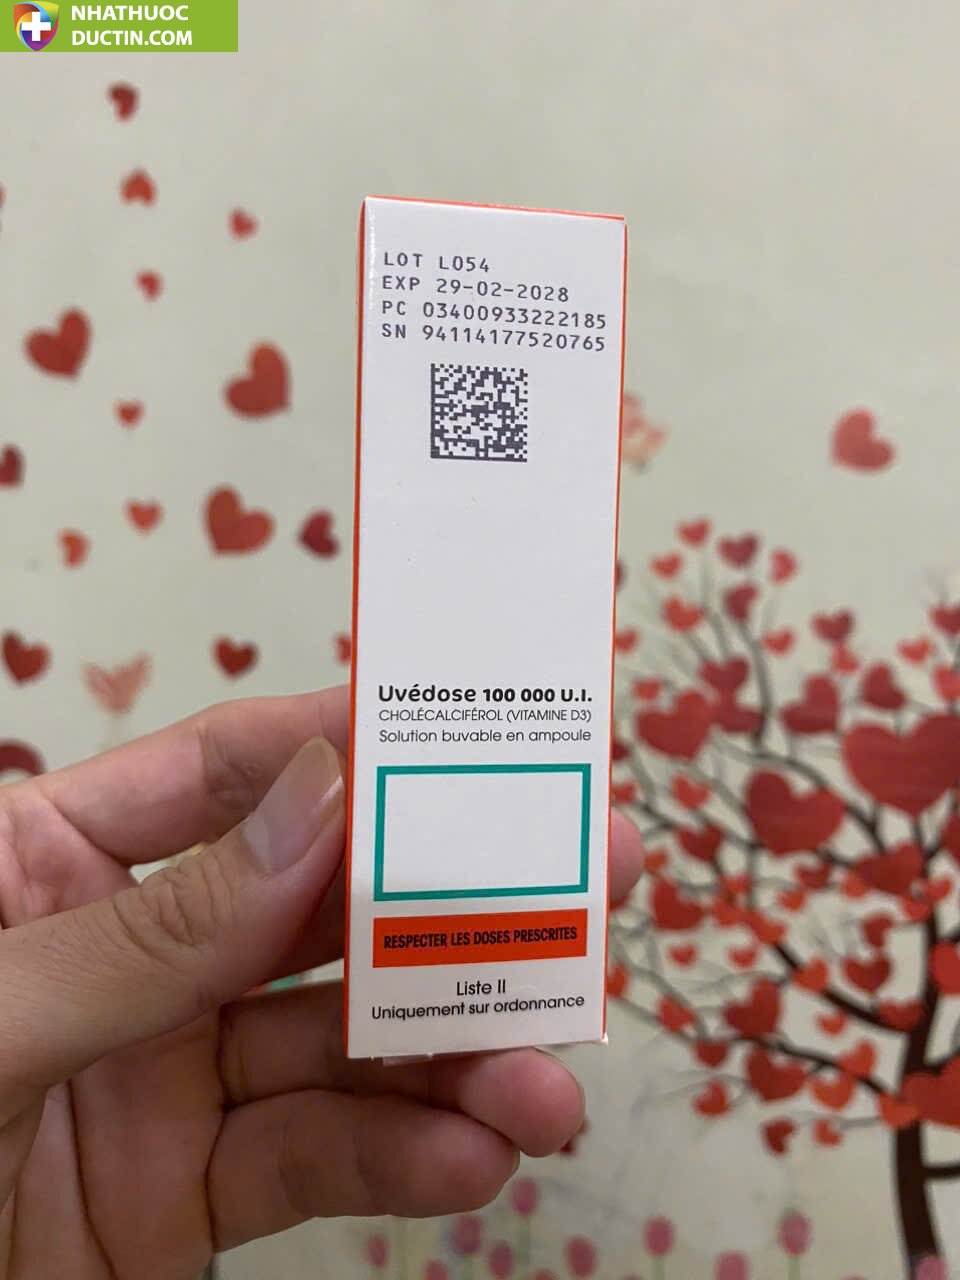 NHATHUOC
DUCTIN.COM
LOT L054
EXP 29-02-2028
PC 03400933222185
SN 94114177520765
Uvédose 100 000 U.I.
CHOLÉCALCIFÉROL (VITAMINE D3)
Solution buvable en ampoule
RESPECTER LES DOSES PRESCRITES
Liste II
Uniquement sur ordonnance